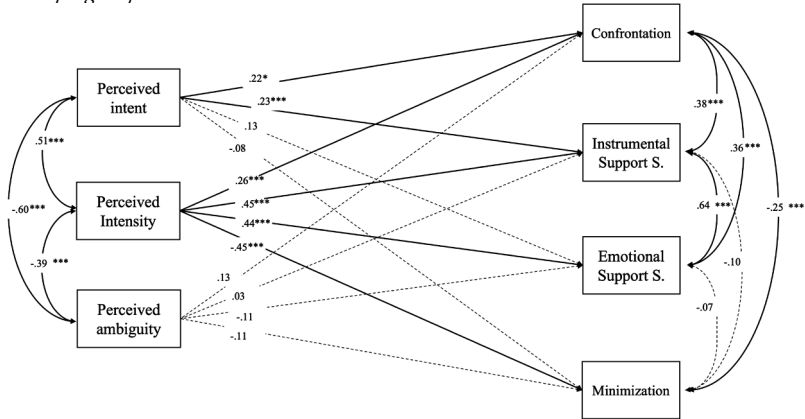 Confrontation
Perceived
intent
.22*
.23***
.13
-.08
.38***
.51***
Instrumental
Support S.
.36***
.26***
.45***
.44***
-.45***
Perceived
Intensity
-.60***
.64 ***
-.25 ***
-.39 ***
Emotional
Support S.
-.10
.13
.03
-.11
-.11
Perceived
ambiguity
-.07
Minimization